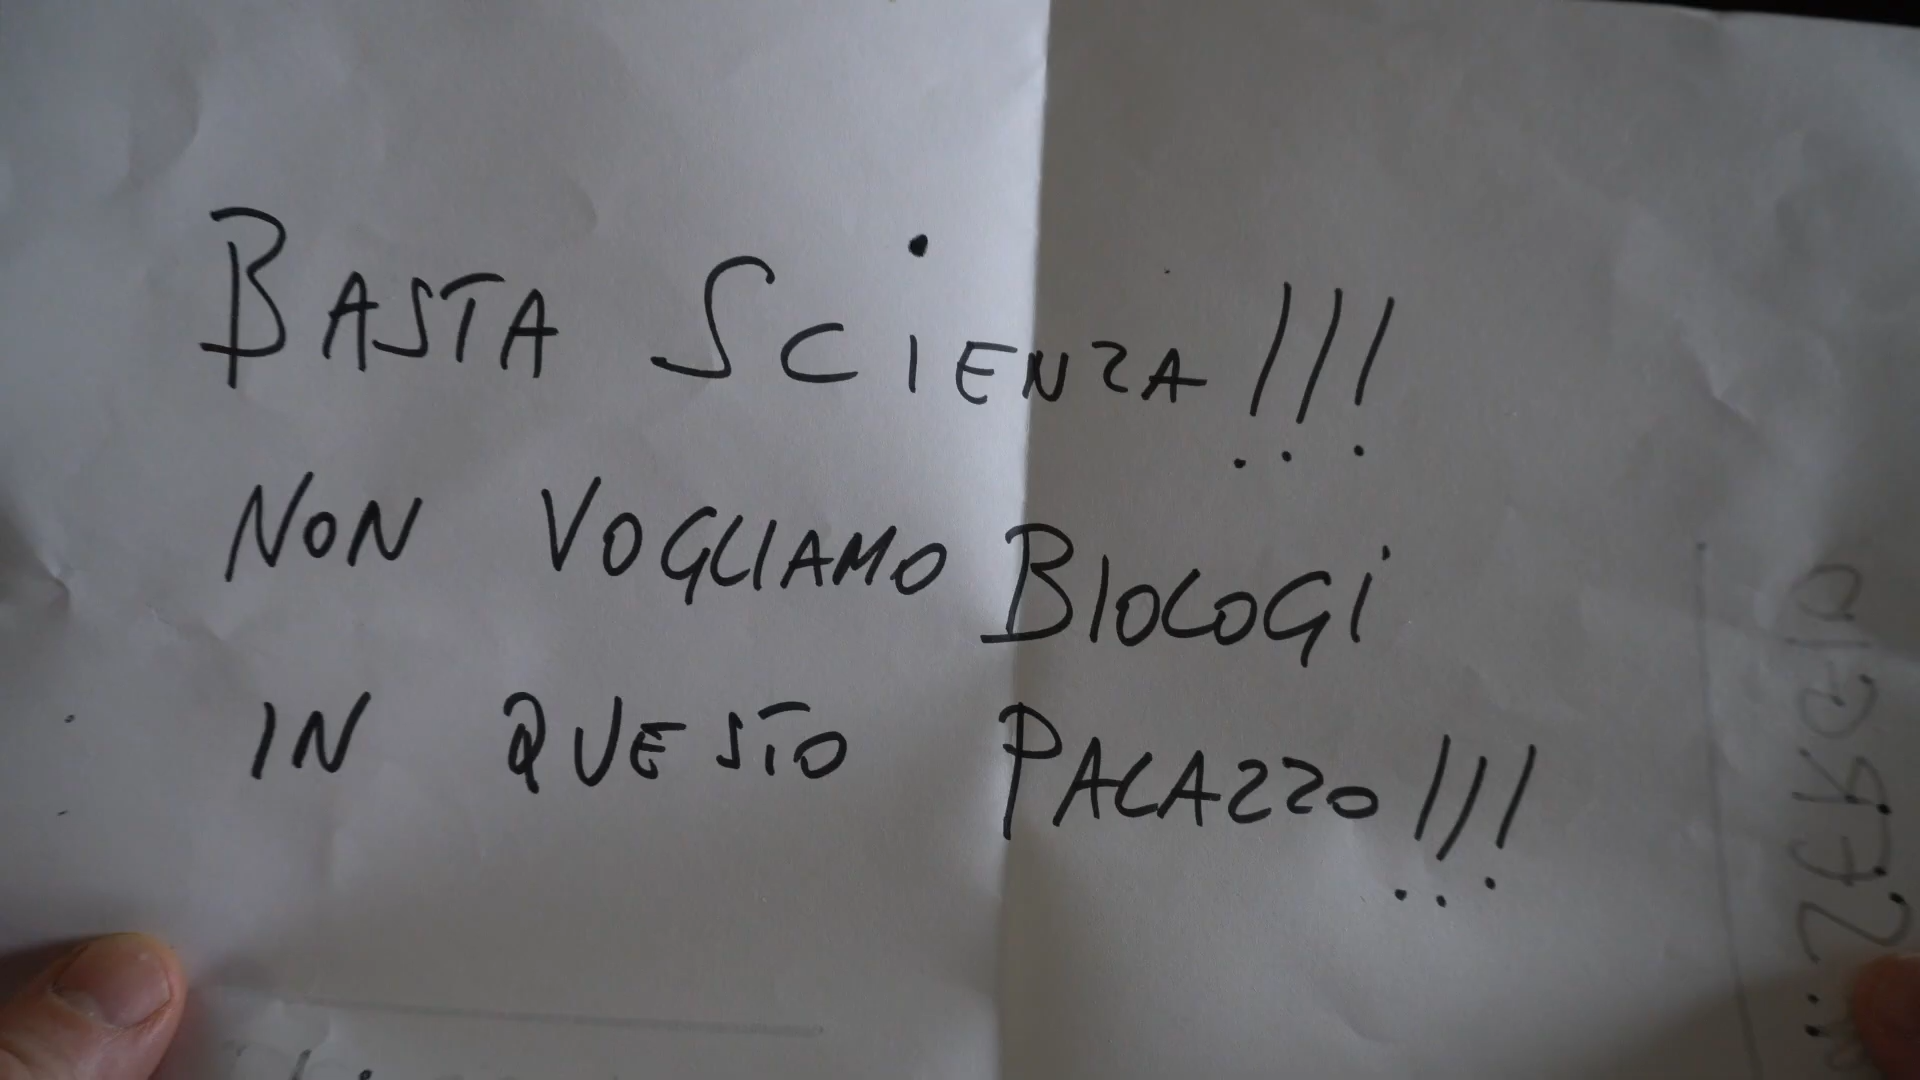 BASTA SCIENZA!!!
NON VOGLIAMO BIOLOGI
IN QUESTO PALAZZO!!!